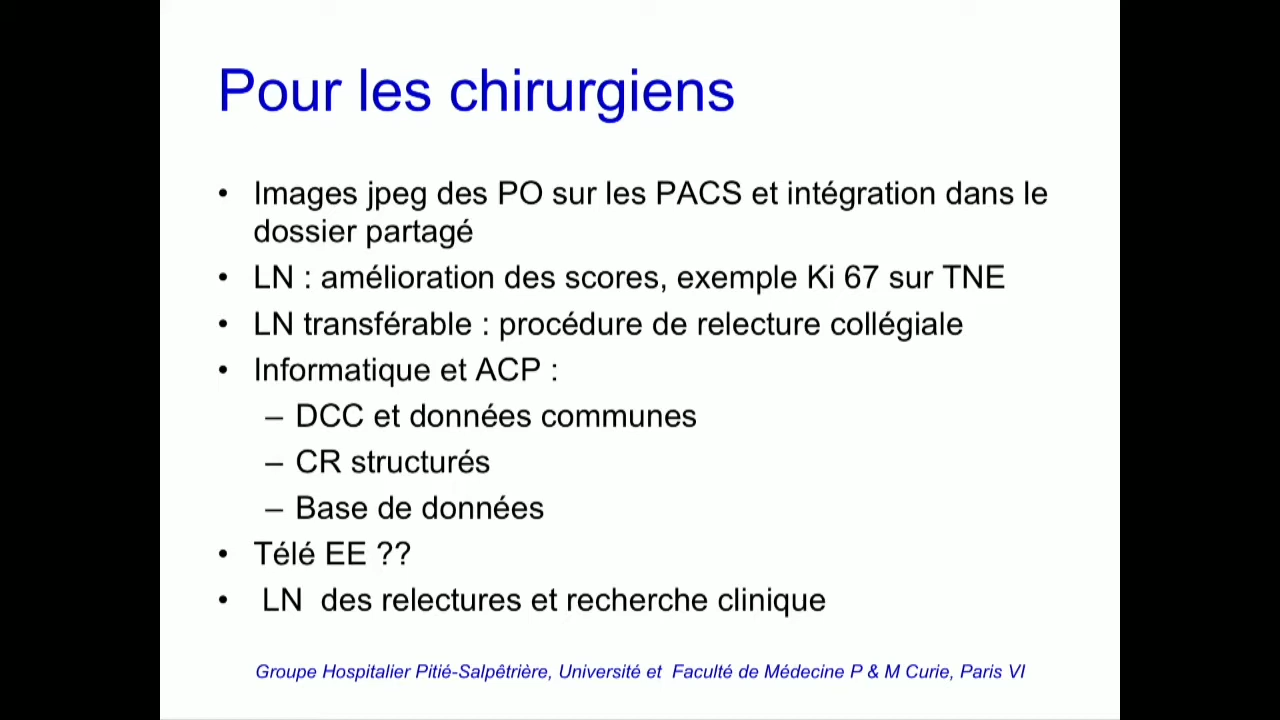 Pour les chirurgiens
• Images jpeg des PO sur les PACS et intégration dans le
dossier partagé
• LN : amélioration des scores, exemple Ki 67 sur TNE
• LN transférable : procédure de relecture collégiale
• Informatique et ACP :
– DCC et données communes
– CR structurés
– Base de données
• Télé EE ??
• LN des relectures et recherche clinique
Groupe Hospitalier Pitié-Salpêtrière, Université et Faculté de Médecine P & M Curie, Paris VI